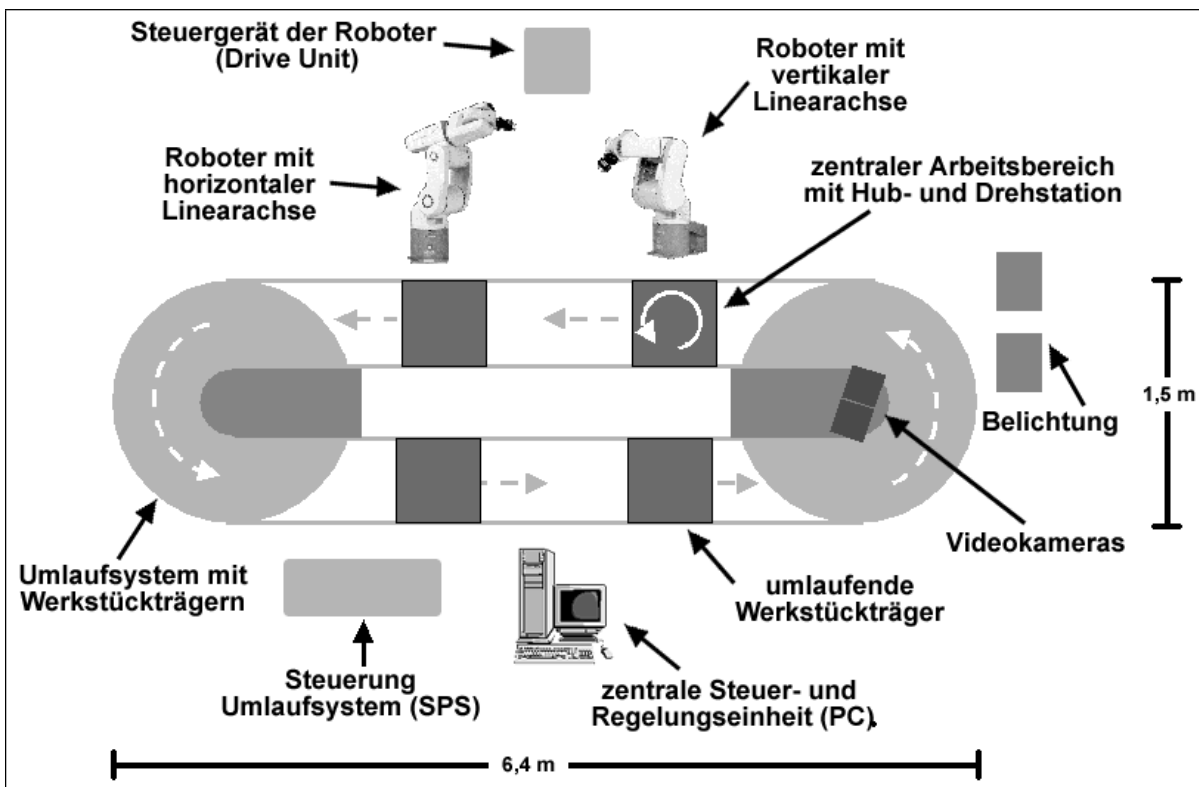 Steuergerät der Roboter
(Drive Unit)
Roboter mit
vertikaler
Linearachse
Roboter mit
horizontaler
Linearachse
zentraler Arbeitsbereich
mit Hub- und Drehstation
Belichtung
1,5 m
Videokameras
Umlaufsystem mit
Werkstückträgern
umlaufende
Werkstückträger
Steuerung
Umlaufsystem (SPS)
zentrale Steuer- und
Regelungseinheit (PC).
6,4 m